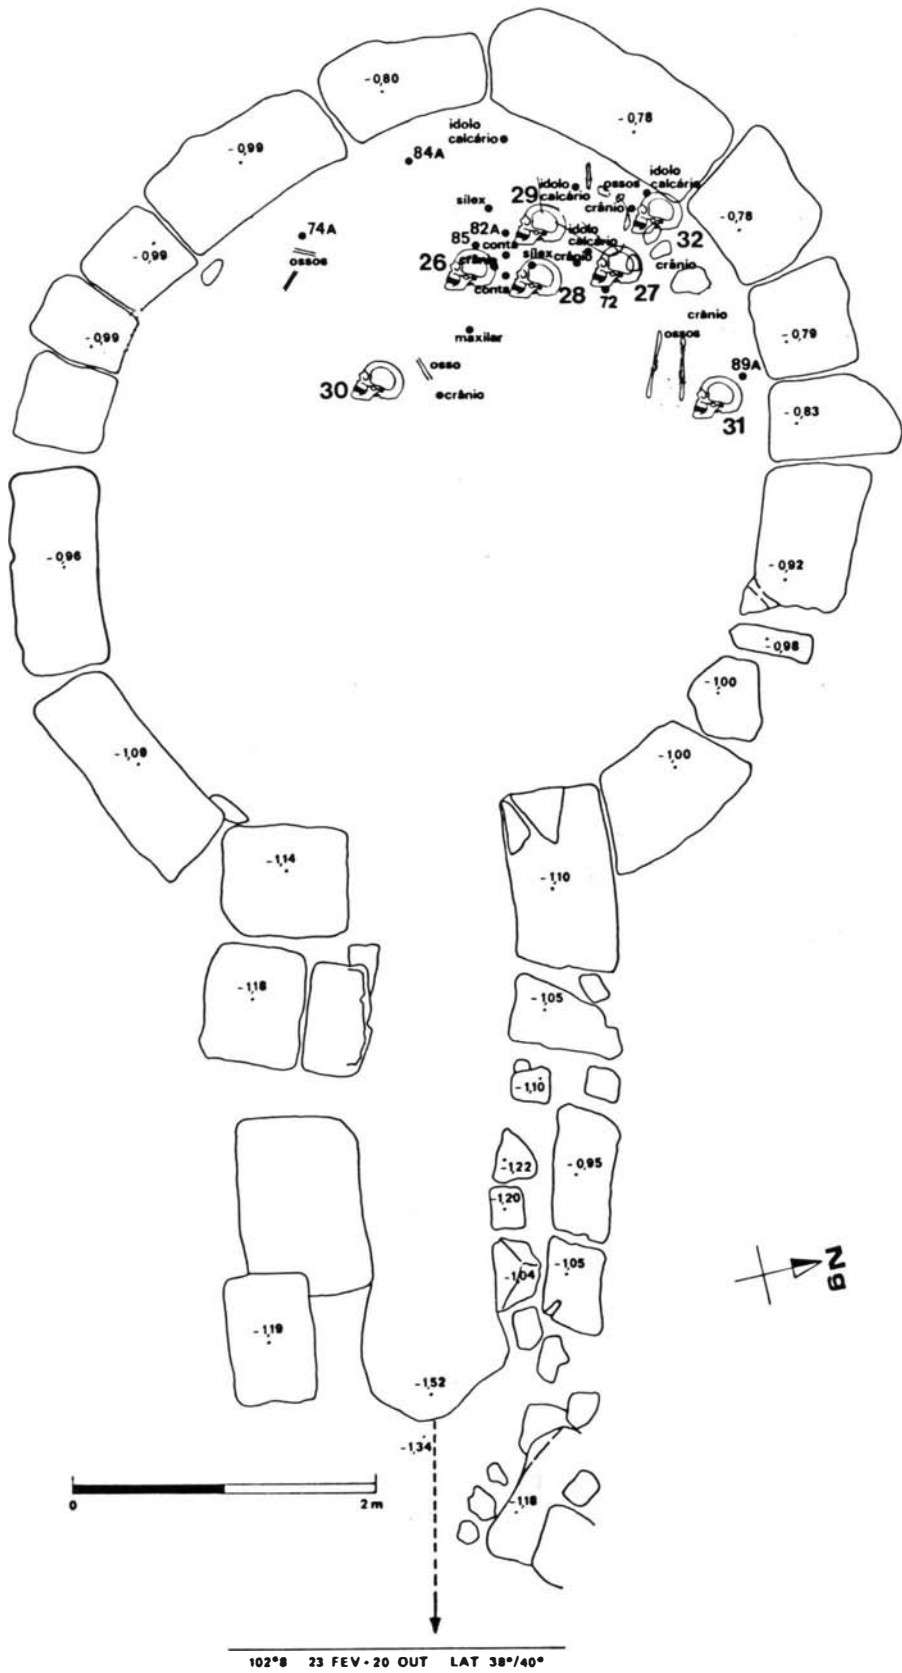 - 0,80
- 0,78
- 0,99
idolo
calcário
84A
silex
29
idolo
calcário
ossos
idolo
calcário
crânio
32
- 0,78
74A
ossos
- 0,99
82A
85
conta
idolo
calcário
26
crânio
silex
crânio
crânio
conta
28
72
27
- 0,99
maxilar
crânio
ossos
- 0,79
osso
30
crânio
89A
31
- 0,83
- 0,96
- 0,92
- 0,98
- 1,00
- 1,09
- 1,00
- 1,14
- 1,10
- 1,18
- 1,05
- 1,10
- 1,22
- 0,95
- 1,20
- 1,04
- 1,05
Ng
- 1,19
- 1,52
- 1,34
0
2 m
- 1,18
102°8 23 FEV - 20 OUT LAT 38°/40°